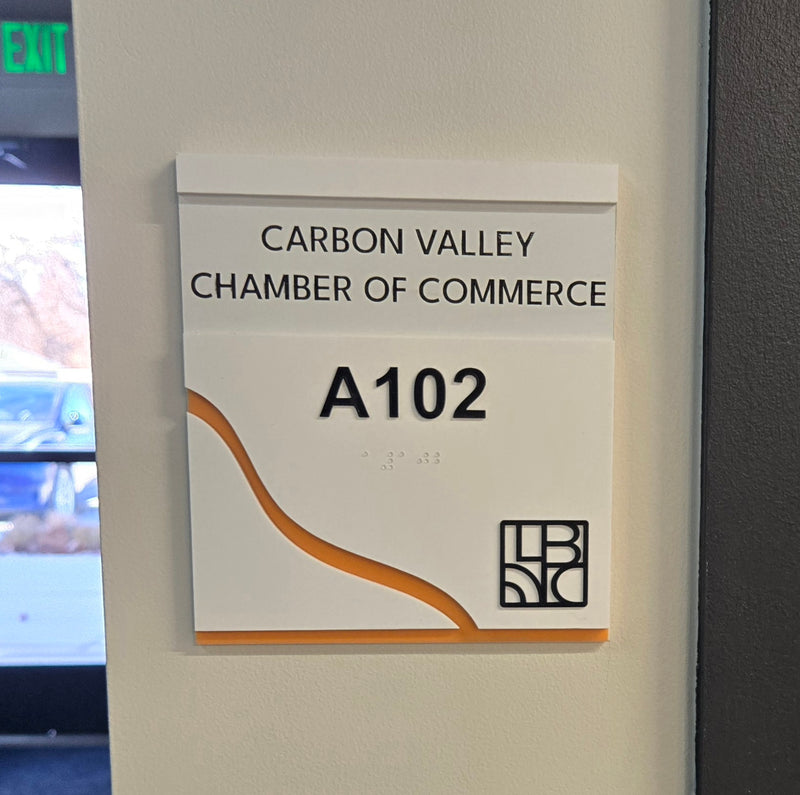 EXIT
CARBON VALLEY
CHAMBER OF COMMERCE
A102